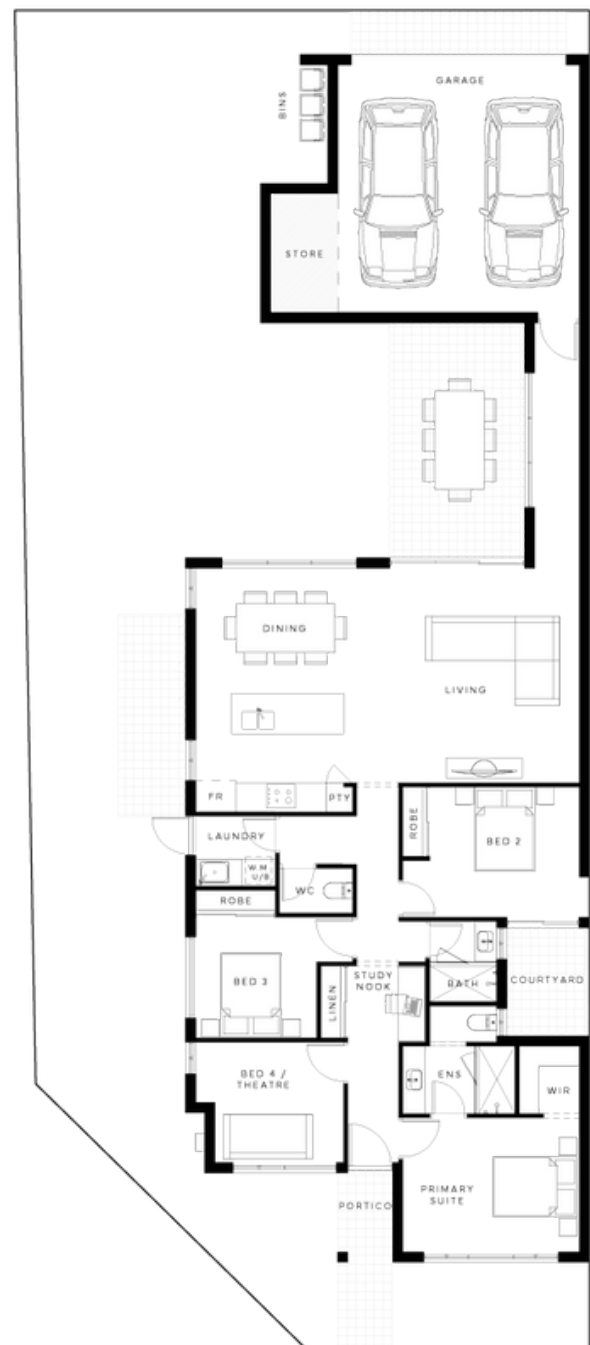 GARAGE
BINS
STORE
DINING
LIVING
FR
PTY
ROBE
BED 2
LAUNDRY
W M
U/B
WC
ROBE
BED 3
STUDY
NOOK
LINEN
BATH
COURTYARD
BED 4 /
THEATRE
ENS
WIR
PRIMARY
SUITE
PORTICO